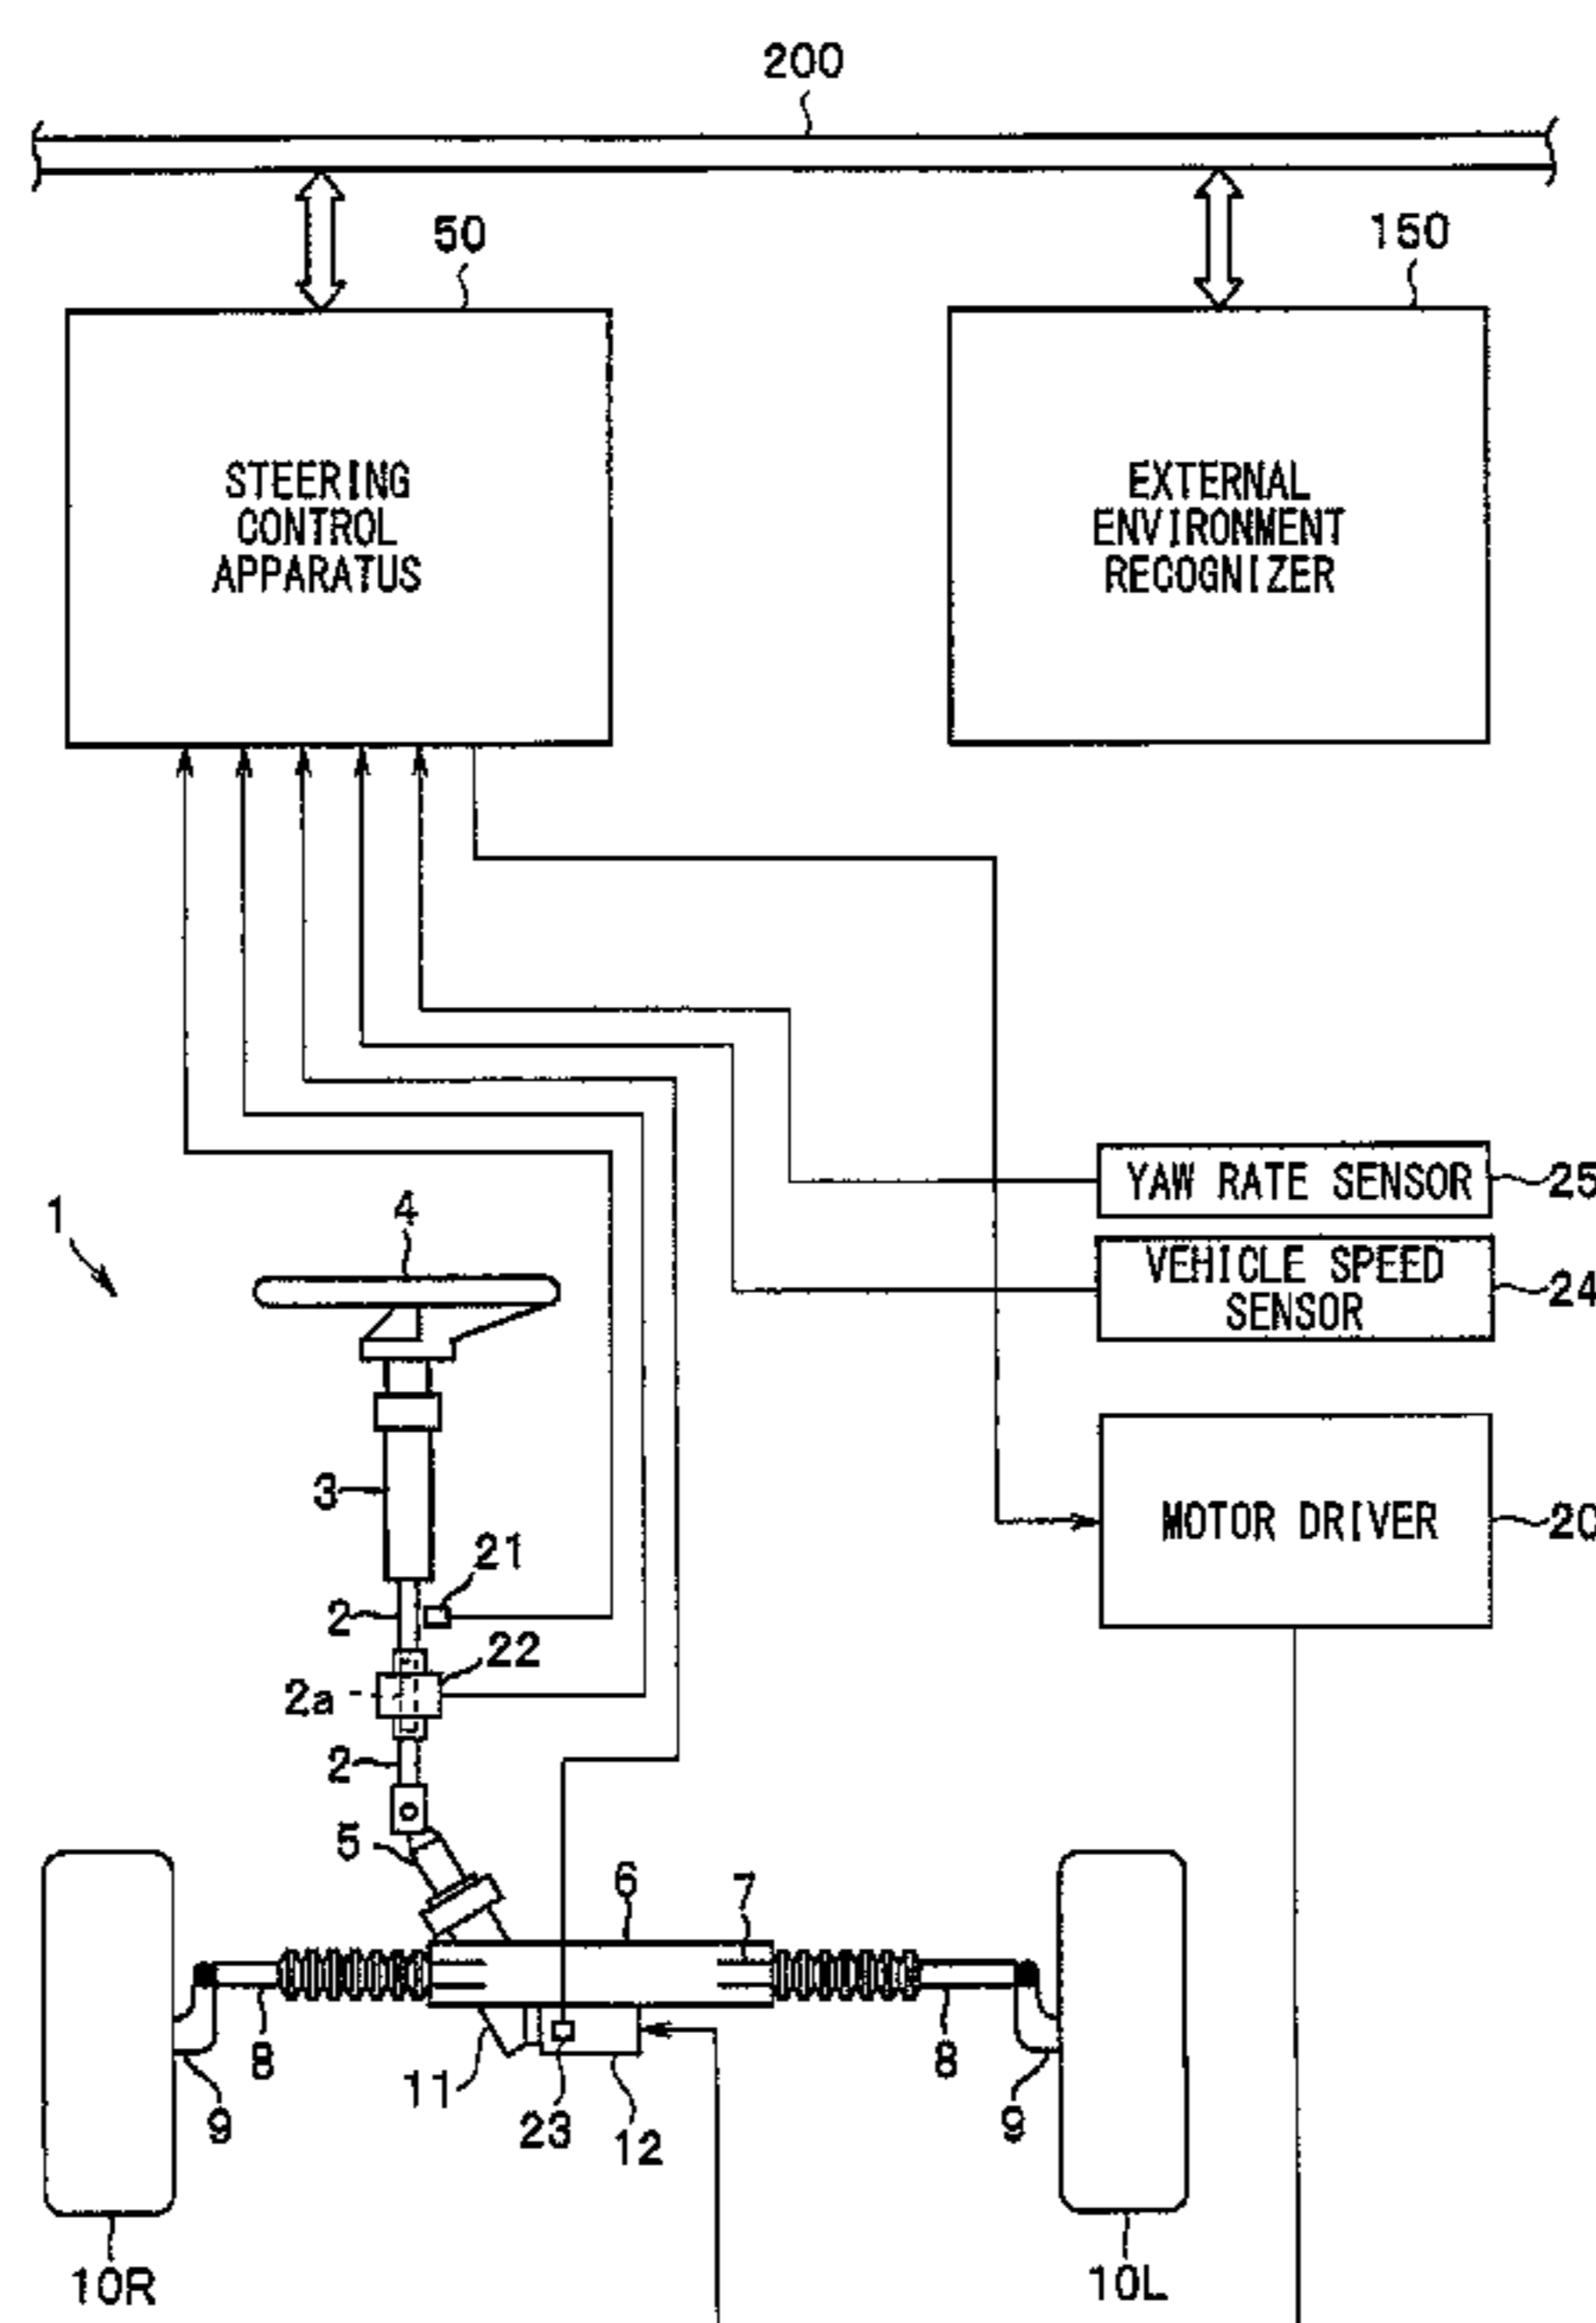 200
50
150
STEERING
CONTROL
APPARATUS
EXTERNAL
ENVIRONMENT
RECOGNIZER
YAW RATE SENSOR
25
1
4
VEHICLE SPEED
SENSOR
24
3
MOTOR DRIVER
20
21
2
22
2a
2
5
6
7
8
11
8
9
23
12
9
10R
10L